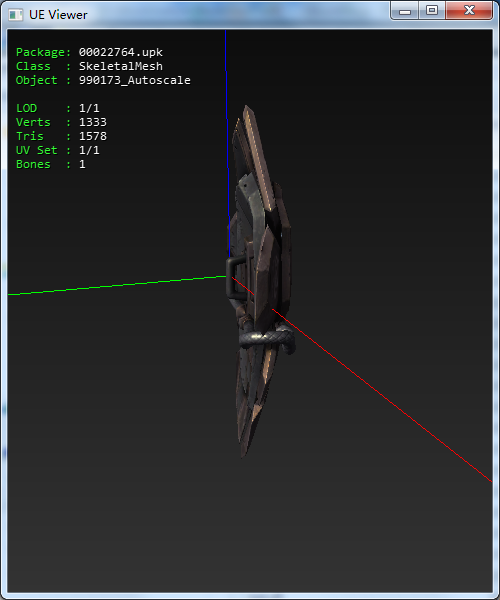 UE Viewer
Package: 00022764.upk
Class : SkeletalMesh
Object : 990173_Autoscale
LOD : 1/1
Verts : 1333
Tris : 1578
UV Set : 1/1
Bones : 1